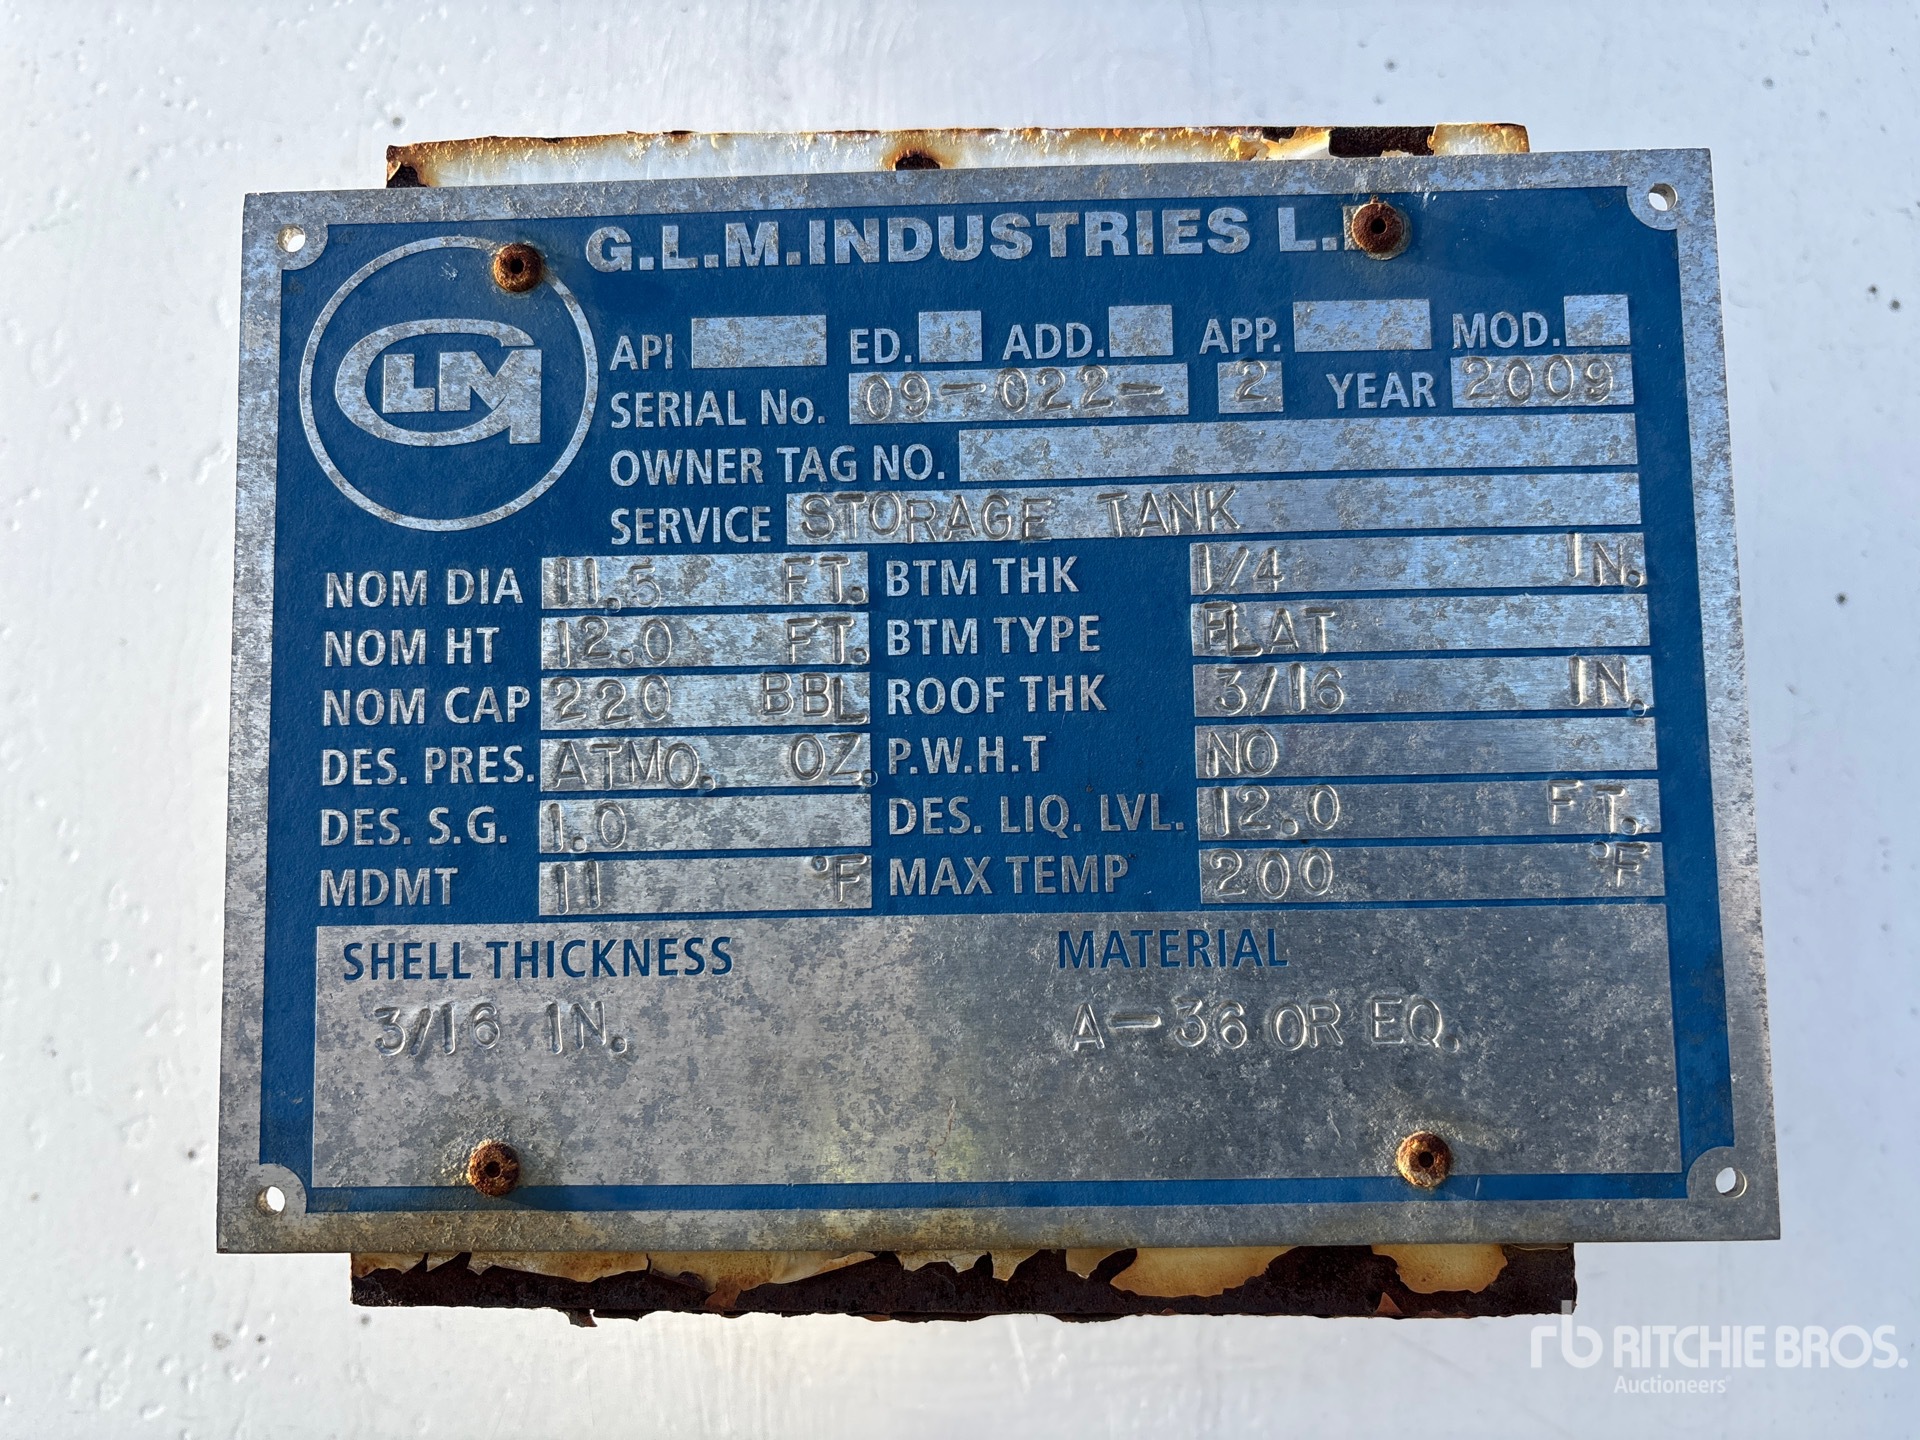 G.L.M. INDUSTRIES
GLM
API ED. ADD. APP. MOD.
SERIAL No. 09-022- 2 YEAR 2009
OWNER TAG NO.
SERVICE STORAGE TANK
NOM DIA 11.5 FT. BTM THK 1/4 IN.
NOM HT 12.0 FT. BTM TYPE FLAT
NOM CAP 220 BBL ROOF THK 3/16 IN.
DES. PRES. ATMO. OZ. P.W.H.T NO
DES. S.G. 1.0 DES. LIQ. LVL. 12.0 FT.
MDMT 11 °F MAX TEMP 200 °F
SHELL THICKNESS MATERIAL
3/16 IN. A-36 OR EQ.
rb RITCHIE BROS.
Auctioneers